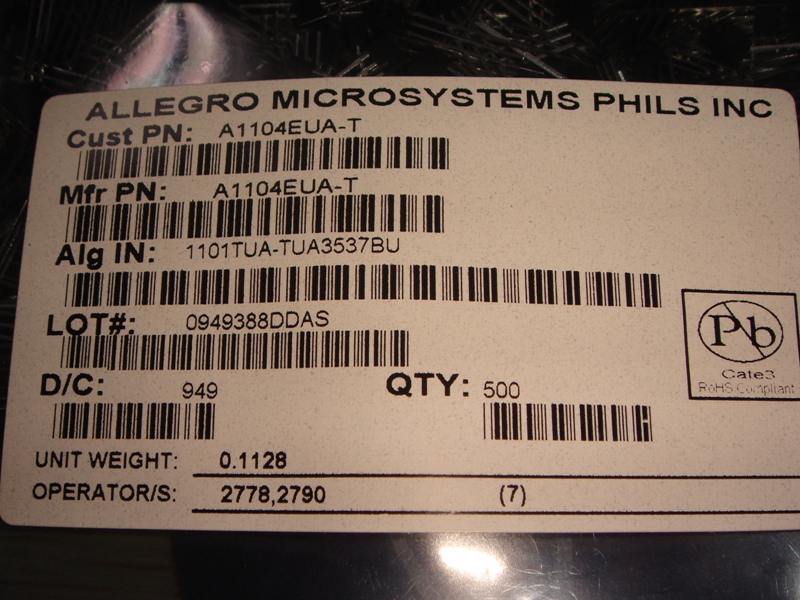 ALLEGRO MICROSYSTEMS PHILS INC
Cust PN: A1104EUA-T
Mfr PN: A1104EUA-T
Alg IN: 1101TUA-TUA3537BU
LOT#: 0949388DDAS
Pb
Cate3
RoHS Compliant
D/C: 949 QTY: 500
UNIT WEIGHT: 0.1128
OPERATOR/S: 2778,2790 (7)